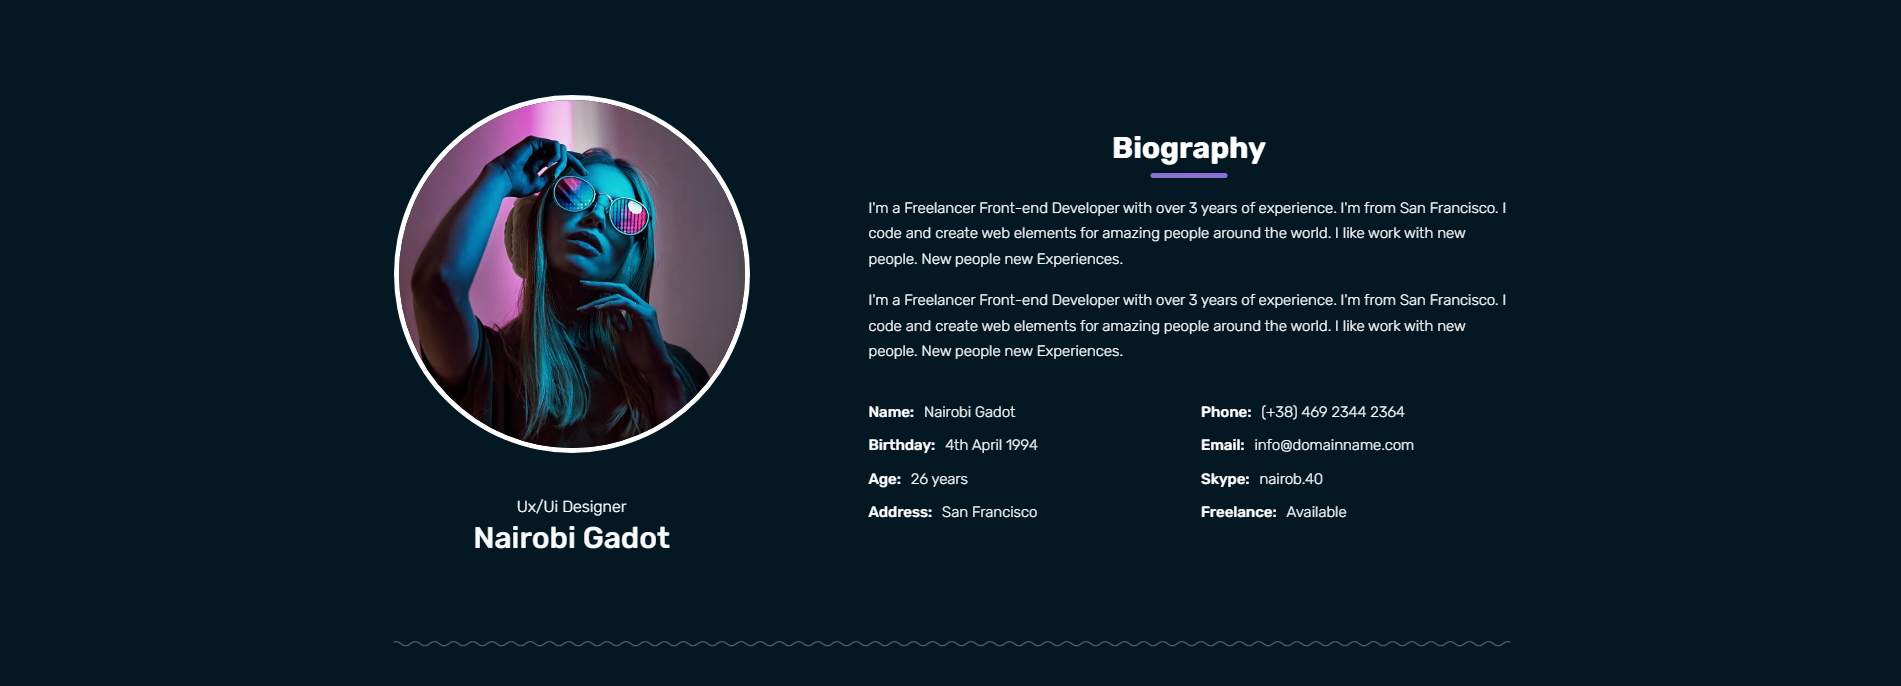 Biography
I'm a Freelancer Front-end Developer with over 3 years of experience. I'm from San Francisco. I
code and create web elements for amazing people around the world. I like work with new
people. New people new Experiences.
I'm a Freelancer Front-end Developer with over 3 years of experience. I'm from San Francisco. I
code and create web elements for amazing people around the world. I like work with new
people. New people new Experiences.
Name: Nairobi Gadot
Phone: (+38) 469 2344 2364
Birthday: 4th April 1994
Email: info@domainname.com
Age: 26 years
Skype: nairob.40
Address: San Francisco
Freelance: Available
Ux/Ui Designer
Nairobi Gadot